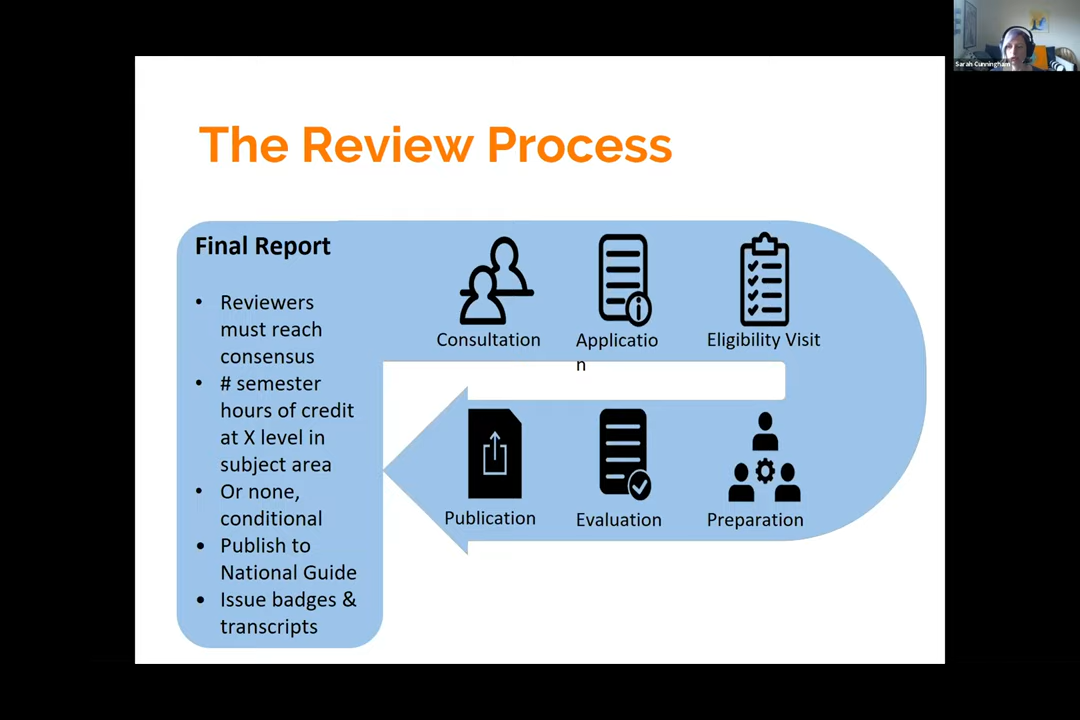 Sarah Cunningham
The Review Process
Final Report
• Reviewers
must reach
consensus
• # semester
hours of credit
at X level in
subject area
• Or none,
conditional
• Publish to
National Guide
• Issue badges &
transcripts
Consultation
Applicatio
n
Eligibility Visit
Publication
Evaluation
Preparation